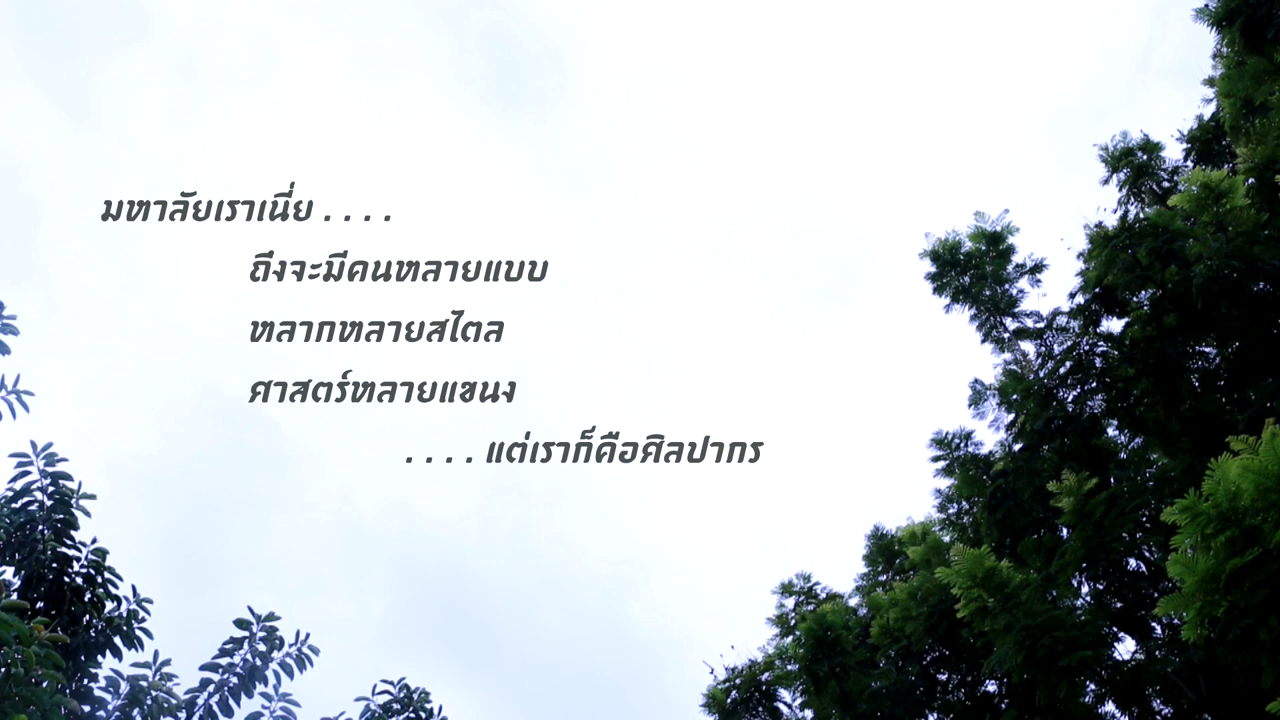 มหาลัยเราเนี่ย . . . .
ถึงจะมีคนหลายแบบ
หลากหลายสไตล
ศาสตร์หลายแขนง
. . . . แต่เราก็คือศิลปากร